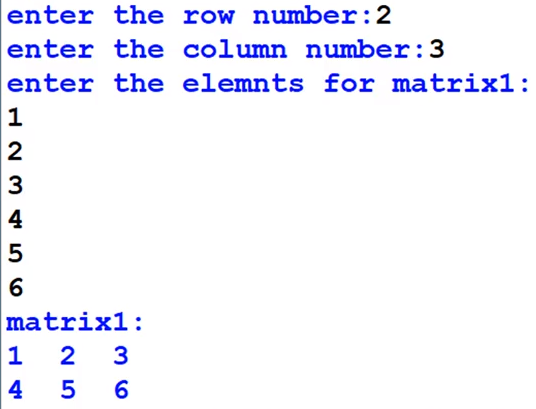 enter the row number:2
enter the column number:3
enter the elemnts for matrix1:
1
2
3
4
5
6
matrix1:
1 2 3
4 5 6